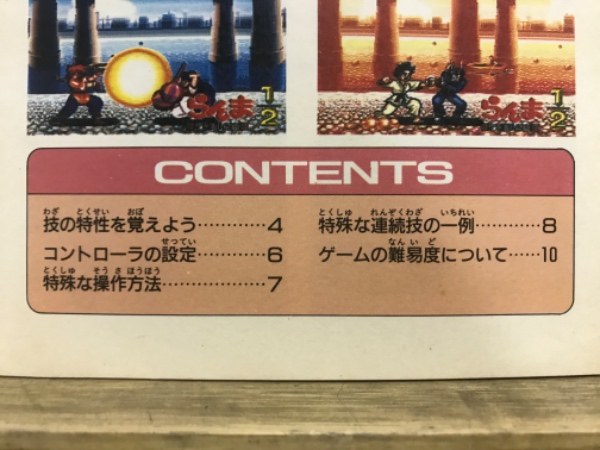 らんま
1/2
らんま
1/2
CONTENTS
技の特性を覚えよう…………4
コントローラの設定…………6
特殊な操作方法………………7
特殊な連続技の一例…………8
ゲームの難易度について……10